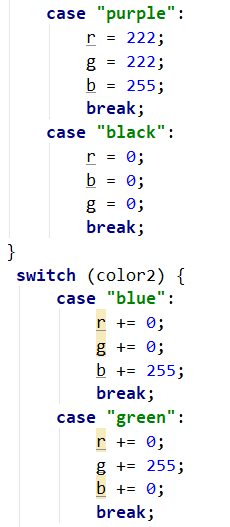 case "purple":
r = 222;
g = 222;
b = 255;
break;
case "black":
r = 0;
b = 0;
g = 0;
break;
}
switch (color2) {
case "blue":
r += 0;
g += 0;
b += 255;
break;
case "green":
r += 0;
g += 255;
b += 0;
break;